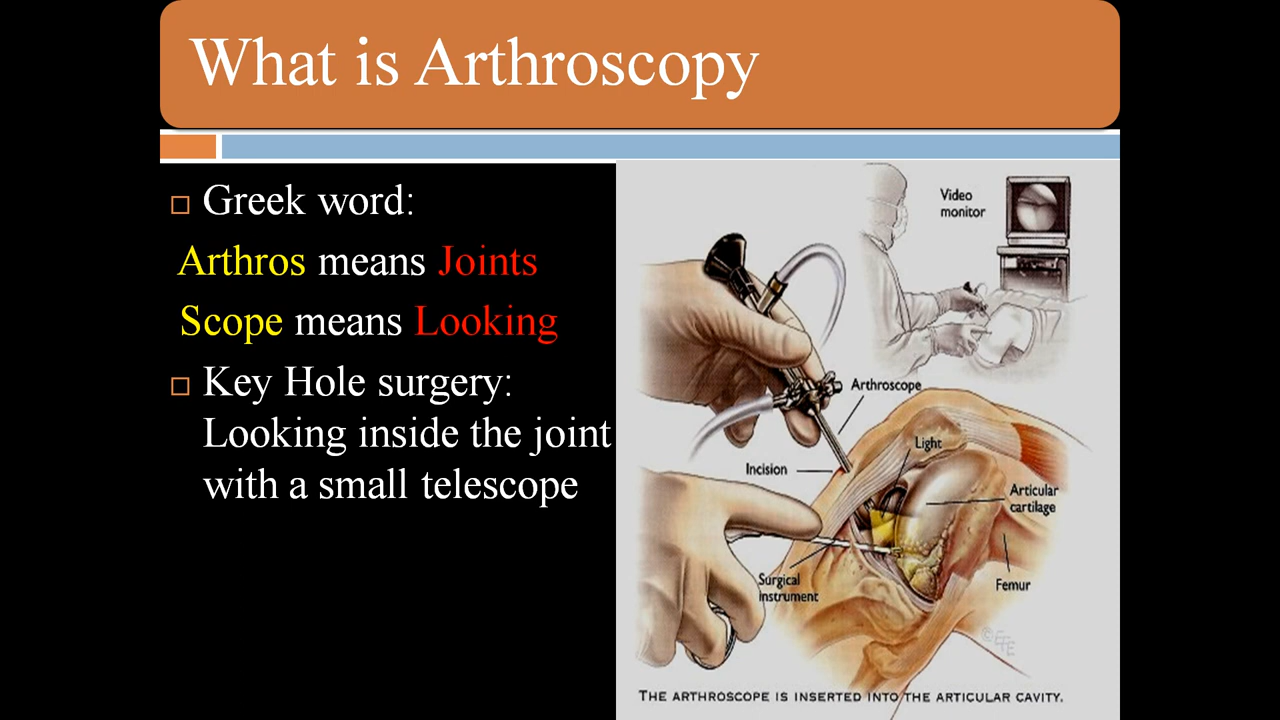 What is Arthroscopy
Greek word:
Arthros means Joints
Scope means Looking
Key Hole surgery:
Looking inside the joint
with a small telescope
Video
monitor
Arthroscope
Light
Incision
Articular
cartilage
Surgical
instrument
Femur
THE ARTHROSCOPE IS INSERTED INTO THE ARTICULAR CAVITY.